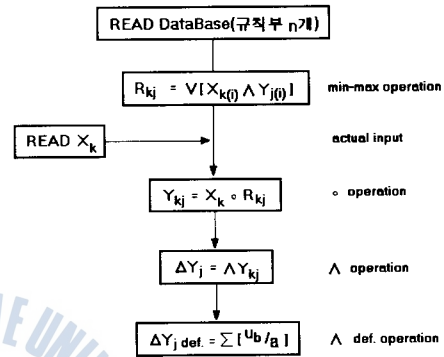 READ DataBase(규칙부 n개)
R_kj = V[X_k(i) ∧ Y_j(i)] min-max operation
READ X_k actual input
Y_kj = X_k ∘ R_kj ∘ operation
ΔY_j = ∧Y_kj ∧ operation
ΔY_j def. = ∑[U_b/a] ∧ def. operation